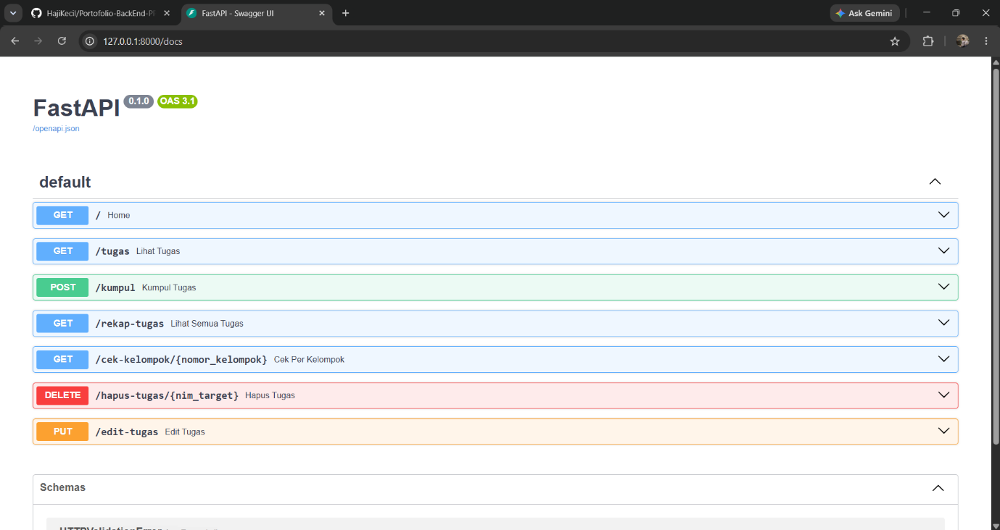 HajiKecil/Portofolio-BackEnd-P
FastAPI - Swagger UI
Ask Gemini
127.0.0.1:8000/docs
FastAPI 0.1.0 OAS 3.1
/openapi.json
default
GET / Home
GET /tugas Lihat Tugas
POST /kumpul Kumpul Tugas
GET /rekap-tugas Lihat Semua Tugas
GET /cek-kelompok/{nomor_kelompok} Cek Per Kelompok
DELETE /hapus-tugas/{nim_target} Hapus Tugas
PUT /edit-tugas Edit Tugas
Schemas
HTTPValidationError